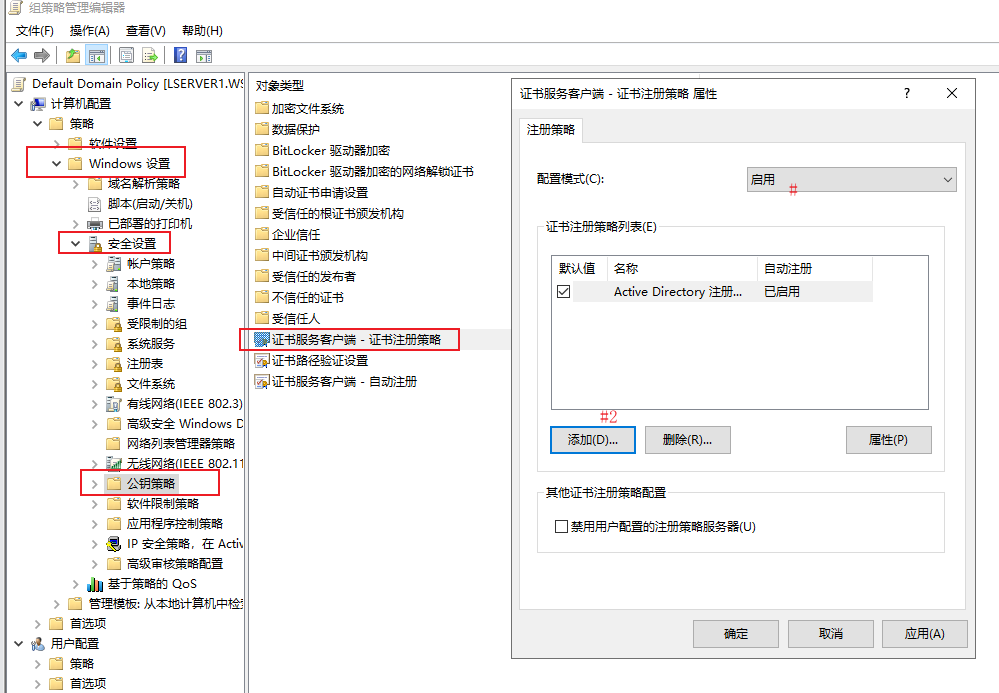 组策略管理编辑器
文件(F) 操作(A) 查看(V) 帮助(H)
Default Domain Policy [LSERVER1.WS
计算机配置
策略
软件设置
Windows 设置
域名解析策略
脚本(启动/关机)
已部署的打印机
安全设置
帐户策略
本地策略
事件日志
受限制的组
系统服务
注册表
文件系统
有线网络(IEEE 802.3)
高级安全 Windows D
网络列表管理器策略
无线网络(IEEE 802.11
公钥策略
软件限制策略
应用程序控制策略
IP 安全策略，在 Activ
高级审核策略配置
基于策略的 QoS
管理模板: 从本地计算机中检索
首选项
用户配置
策略
首选项
对象类型
加密文件系统
数据保护
BitLocker 驱动器加密
BitLocker 驱动器加密的网络解锁证书
自动证书申请设置
受信任的根证书颁发机构
企业信任
中间证书颁发机构
受信任的发布者
不信任的证书
受信任人
证书服务客户端 - 证书注册策略
证书路径验证设置
证书服务客户端 - 自动注册
证书服务客户端 - 证书注册策略 属性
注册策略
配置模式(C):
启用
#
证书注册策略列表(E)
默认值 名称 自动注册
Active Directory 注册... 已启用
#2
添加(D)... 删除(R)... 属性(P)
其他证书注册策略配置
禁用用户配置的注册策略服务器(U)
确定 取消 应用(A)